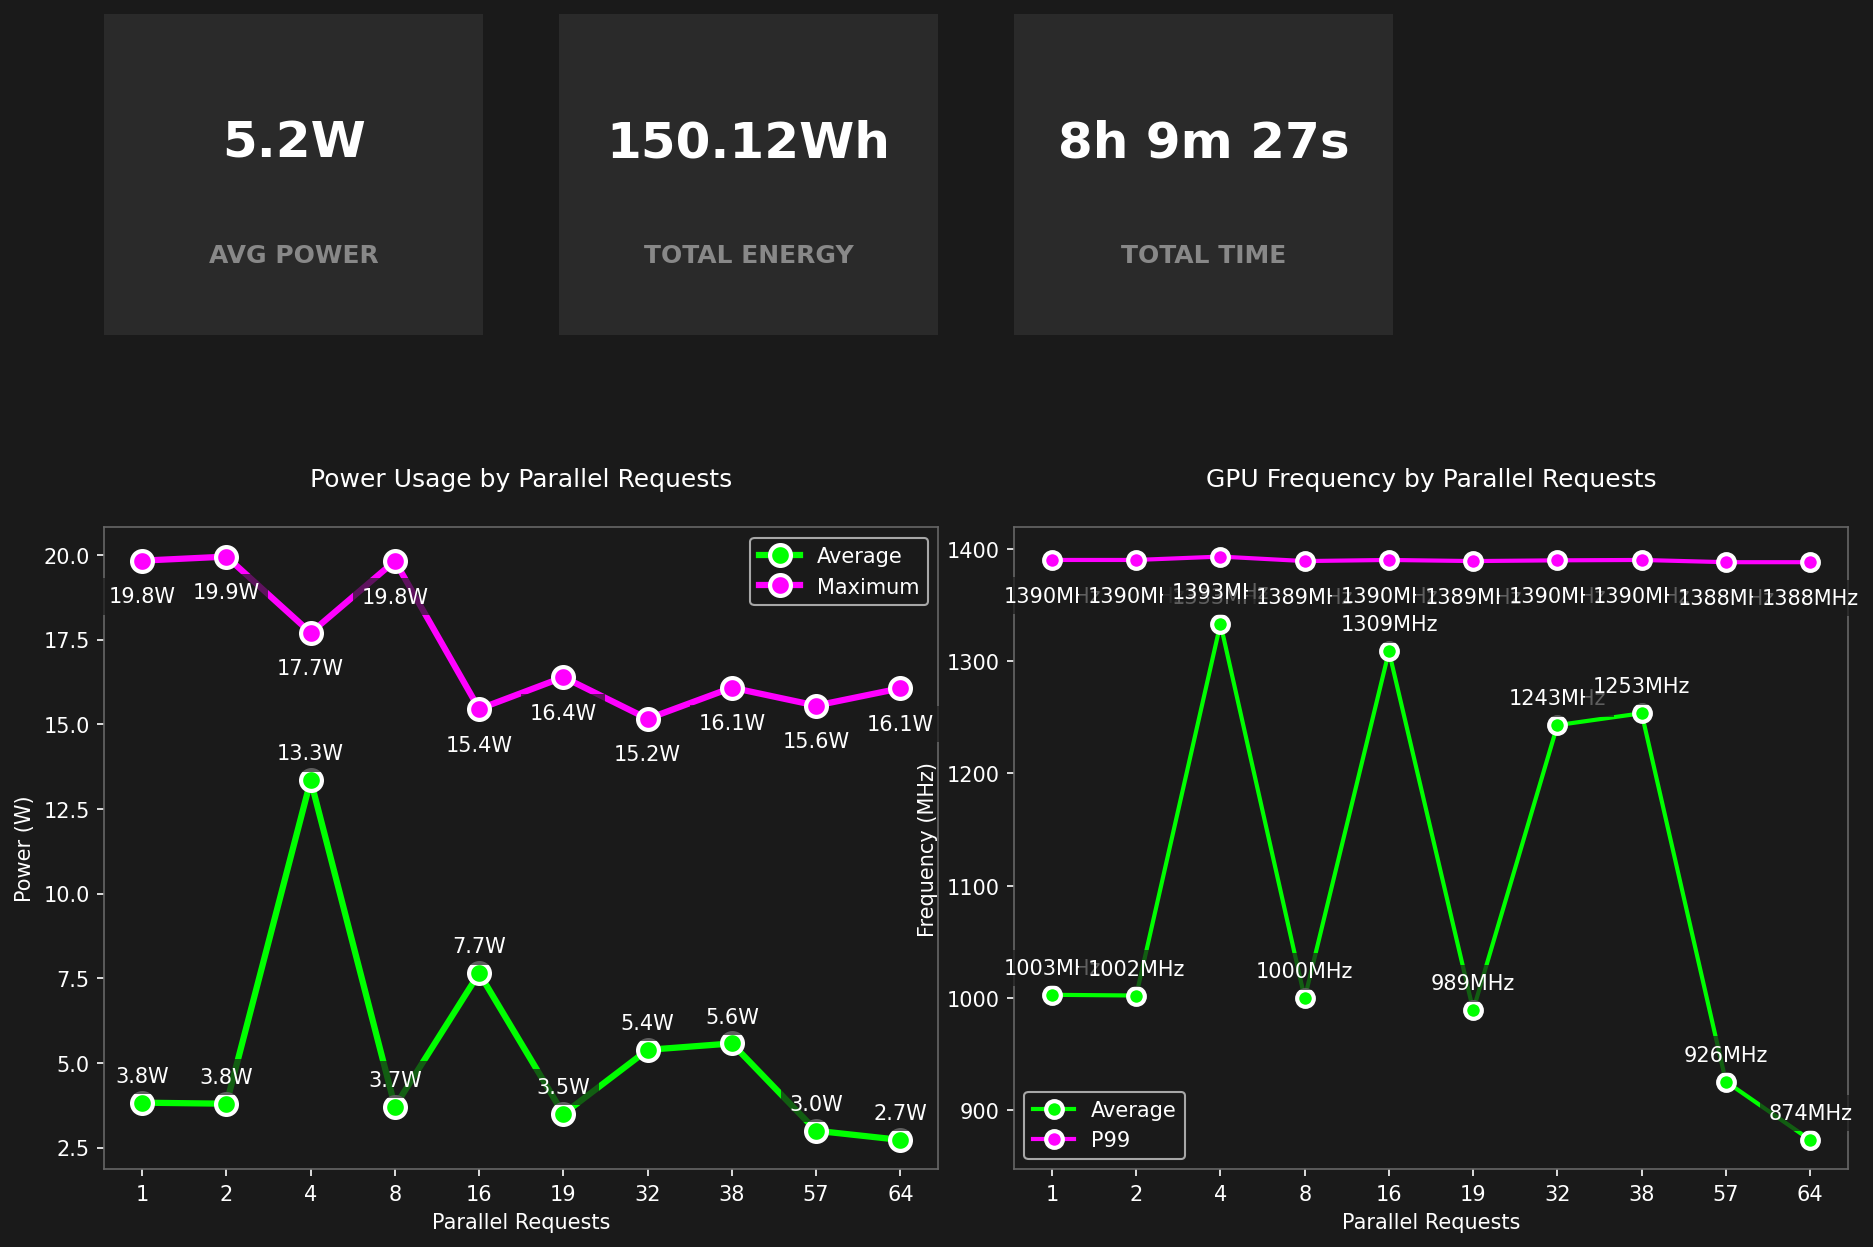 5.2W
AVG POWER
150.12Wh
TOTAL ENERGY
8h 9m 27s
TOTAL TIME
Power Usage by Parallel Requests
20.0
17.5
15.0
12.5
10.0
7.5
5.0
2.5
Power (W)
Average
Maximum
19.8W
19.9W
17.7W
19.8W
15.4W
16.4W
15.2W
16.1W
15.6W
16.1W
3.8W
3.8W
13.3W
3.7W
7.7W
3.5W
5.4W
5.6W
3.0W
2.7W
1 2 4 8 16 19 32 38 57 64
Parallel Requests
GPU Frequency by Parallel Requests
1400
1300
1200
1100
1000
900
Frequency (MHz)
1390MHz
1390MHz
1393MHz
1389MHz
1390MHz
1389MHz
1390MHz
1390MHz
1388MHz
1388MHz
1003MHz
1002MHz
1000MHz
1309MHz
989MHz
1243MHz
1253MHz
926MHz
874MHz
Average
P99
1 2 4 8 16 19 32 38 57 64
Parallel Requests